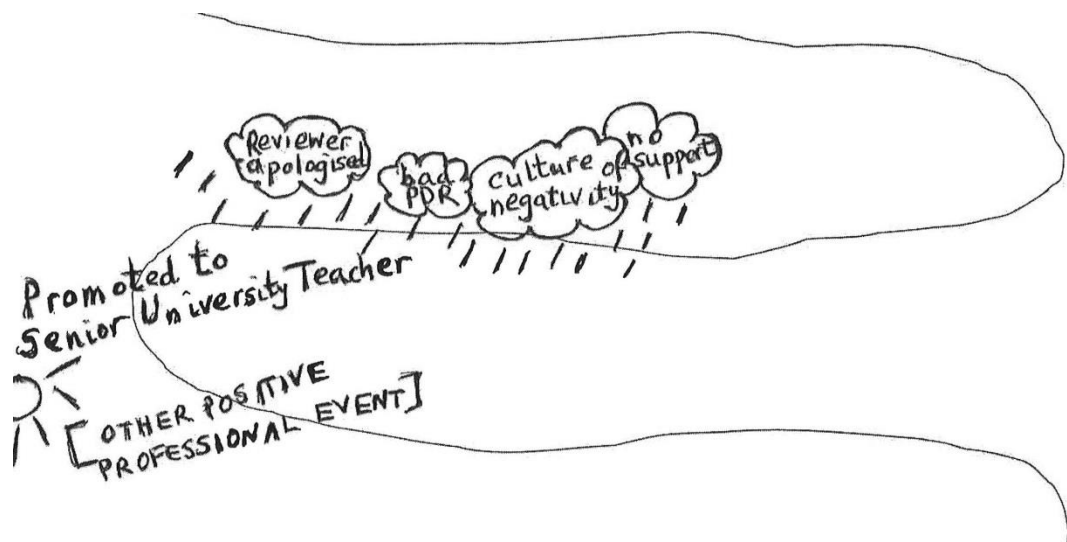 Reviewer
apologised
bad
PDR
culture of
negativity
no
support
Promoted to
Senior University Teacher
[OTHER POSITIVE
PROFESSIONAL EVENT]